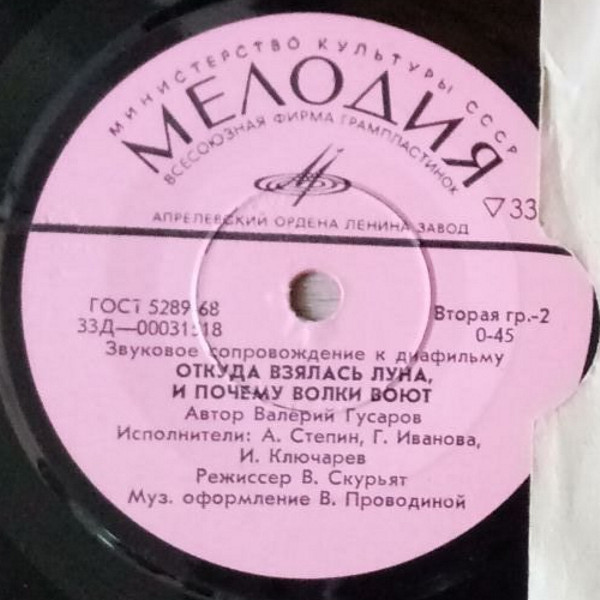 МИНИСТЕРСТВО КУЛЬТУРЫ СССР
МЕЛОДИЯ
ВСЕСОЮЗНАЯ ФИРМА ГРАМПЛАСТИНОК
▽33
АПРЕЛЕВСКИЙ ОРДЕНА ЛЕНИНА ЗАВОД
ГОСТ 5289-68
Вторая гр.-2
33Д—00031518
0-45
Звуковое сопровождение к диафильму
ОТКУДА ВЗЯЛАСЬ ЛУНА,
И ПОЧЕМУ ВОЛКИ ВОЮТ
Автор Валерий Гусаров
Исполнители: А. Степин, Г. Иванова,
И. Ключарев
Режиссер В. Скурьят
Муз. оформление В. Проводиной